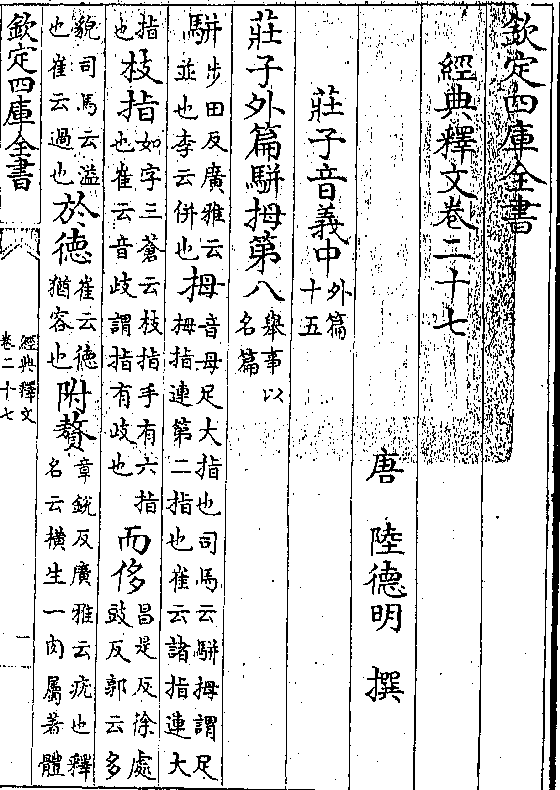 欽定四庫全書
經典釋文卷二十七
唐 陸德明 撰
莊子音義中 外篇十五
莊子外篇駢拇第八 舉事以名篇
駢 步田反廣雅云並也李云併也 拇 音母足大指也司馬云駢拇謂足拇指連第二指也崔云諸指連大
指也 枝指 如字三蒼云枝指手有六指也崔云音歧謂指有歧也 而侈 昌是反徐處豉反郭云多
貌司馬云溢也崔云過也 於德 崔云德猶容也 附贅 章銳反廣雅云疣也釋名云橫生一肉屬著體
欽定四庫全書 經典釋文卷二十七 一